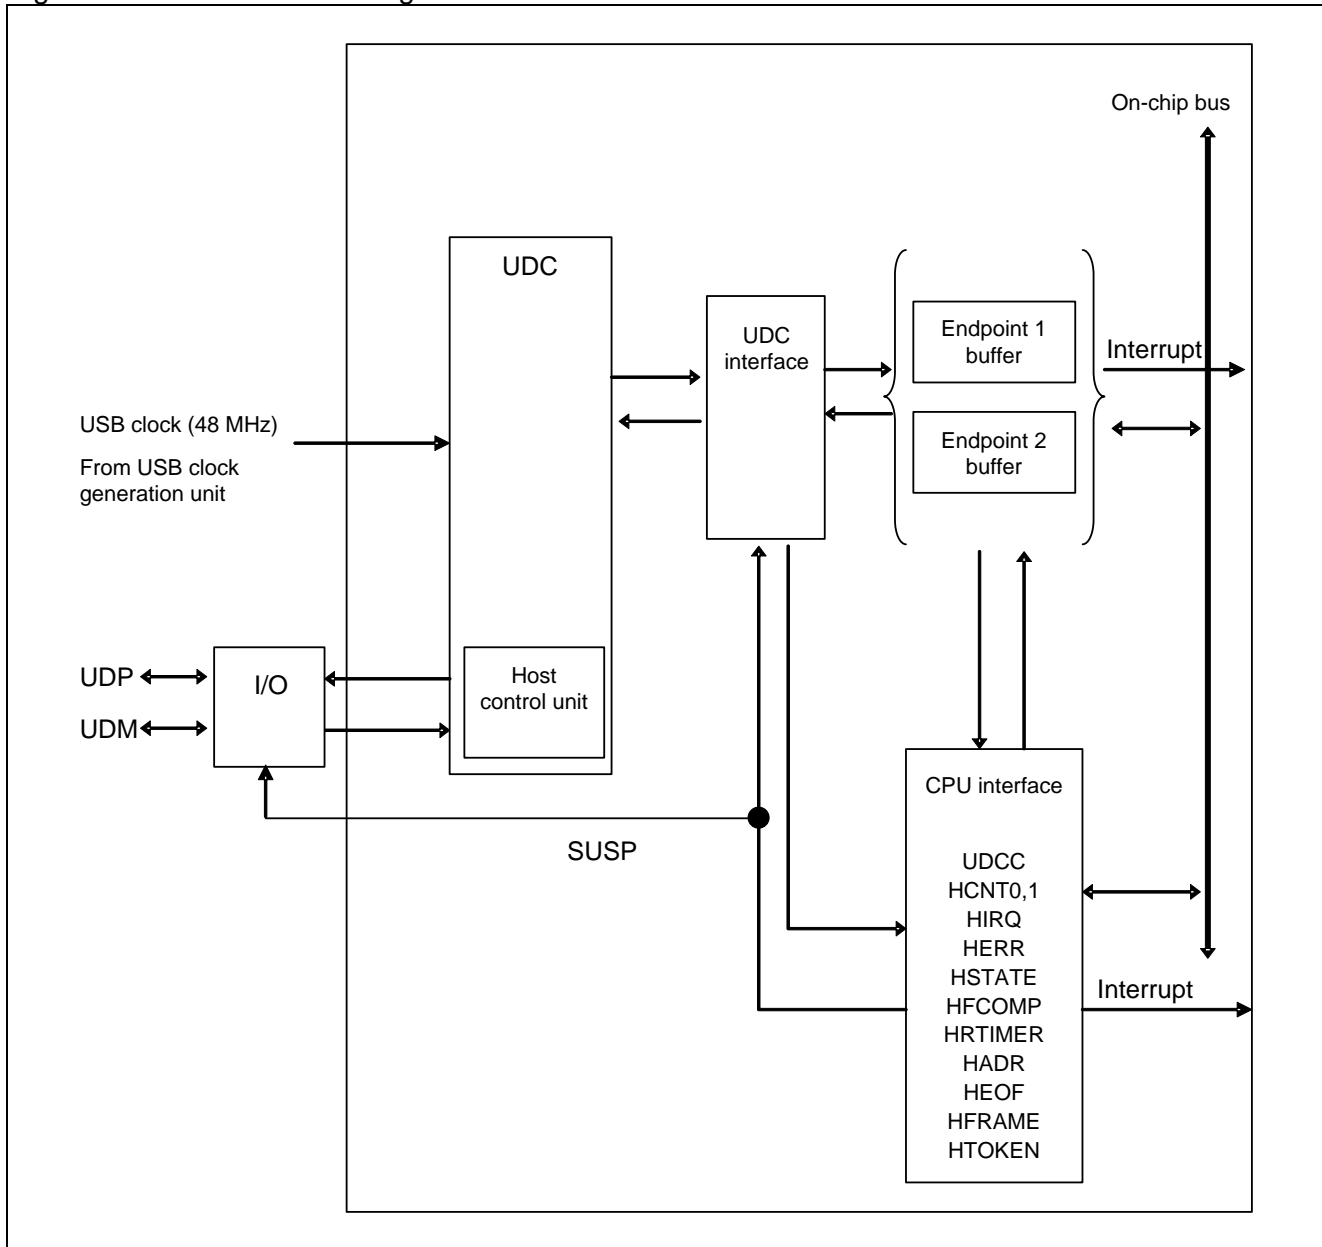 On-chip bus
UDC
UDC
interface
Endpoint 1
buffer
Interrupt
Endpoint 2
buffer
USB clock (48 MHz)
From USB clock
generation unit
UDP
UDM
I/O
Host
control unit
SUSP
CPU interface
UDCC
HCNT0,1
HIRQ
HERR
HSTATE
HFCOMP
HRTIMER
HADR
HEOF
HFRAME
HTOKEN
Interrupt